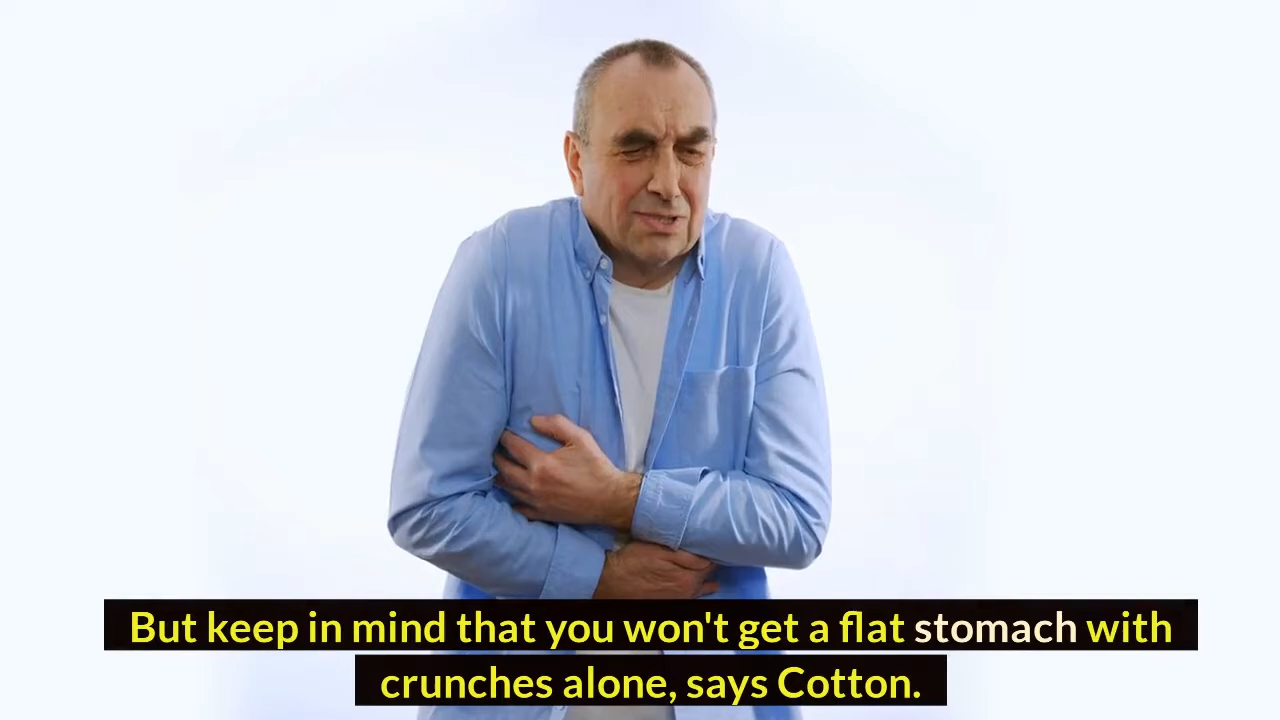 But keep in mind that you won't get a flat stomach with
crunches alone, says Cotton.